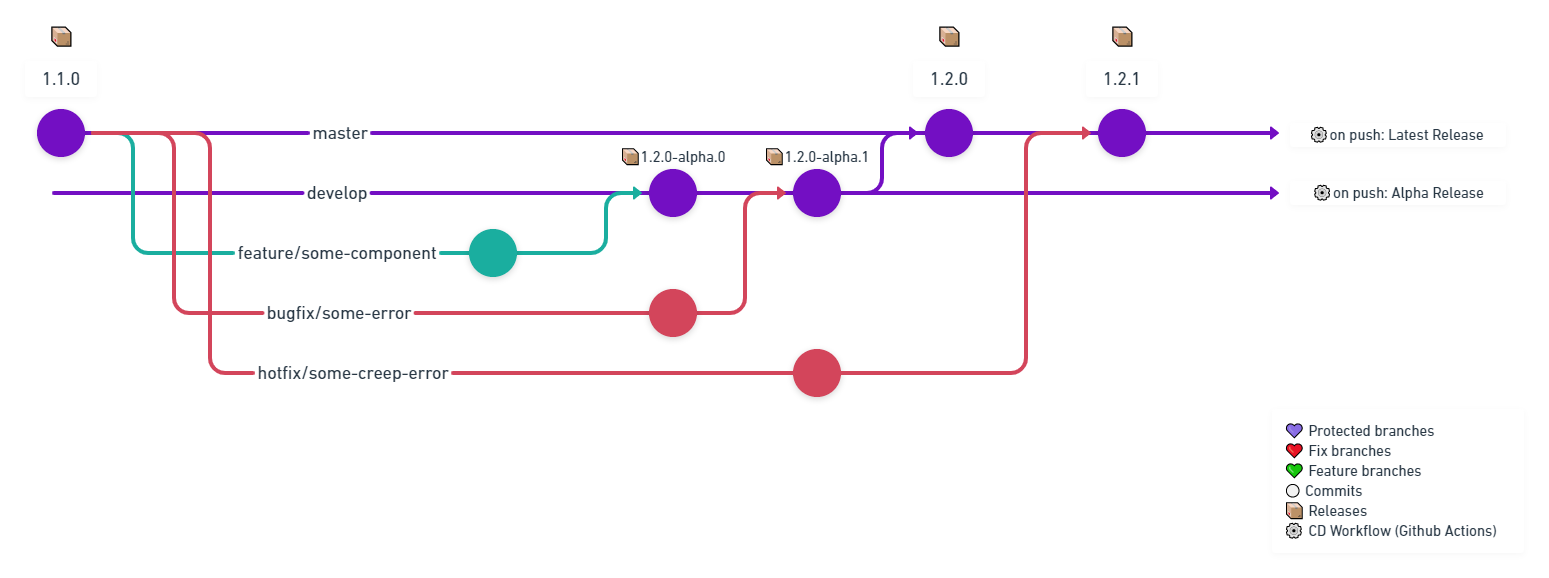 1.1.0
1.2.0
1.2.1
master
on push: Latest Release
1.2.0-alpha.0
1.2.0-alpha.1
develop
on push: Alpha Release
feature/some-component
bugfix/some-error
hotfix/some-creep-error
Protected branches
Fix branches
Feature branches
Commits
Releases
CD Workflow (Github Actions)